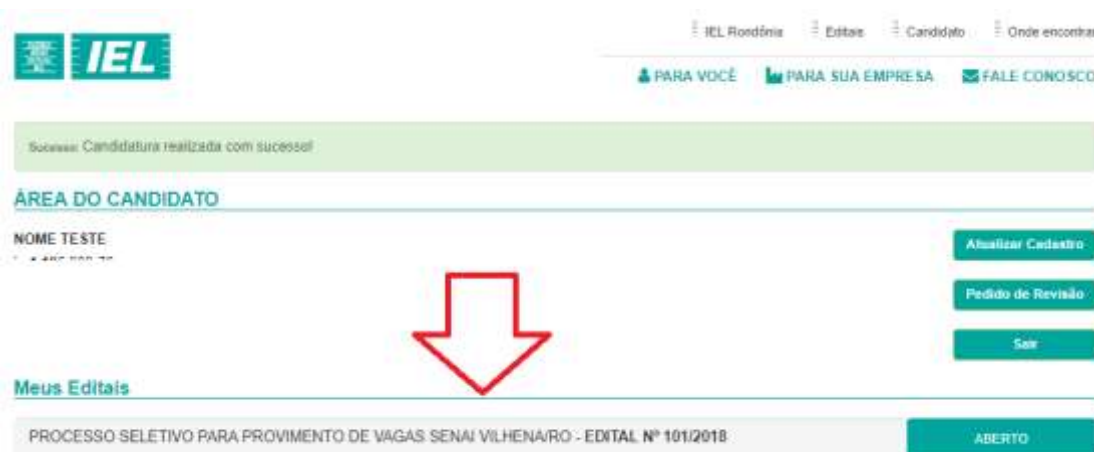 IEL
IEL Rondônia Editais Candidato Onde encontrar
PARA VOCÊ PARA SUA EMPRESA FALE CONOSCO
Sucesso: Candidatura realizada com sucesso!
ÁREA DO CANDIDATO
NOME TESTE
Atualizar Cadastro
Pedido de Revisão
Sair
Meus Editais
PROCESSO SELETIVO PARA PROVIMENTO DE VAGAS SENAI VILHENA/RO - EDITAL Nº 101/2018 ABERTO